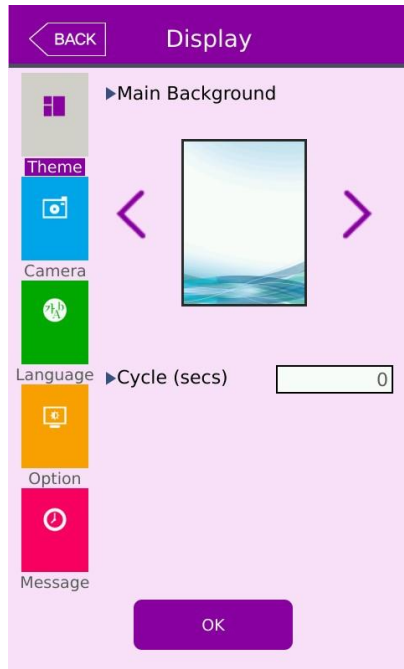 BACK
Display
Theme
Camera
Language
Option
Message
▶Main Background
▶Cycle (secs)
0
OK